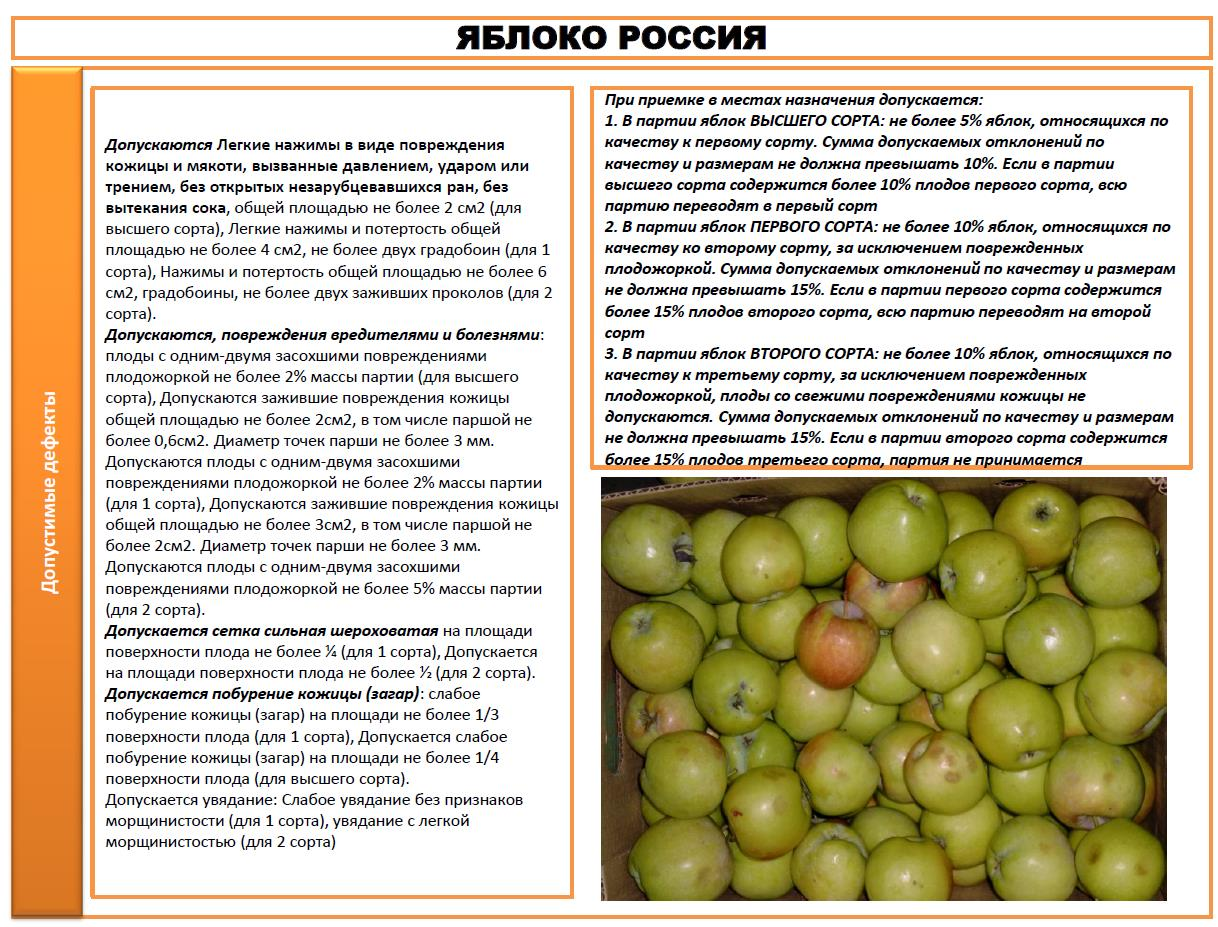 ЯБЛОКО РОССИЯ
Допустимые дефекты
Допускаются Легкие нажимы в виде повреждения
кожицы и мякоти, вызванные давлением, ударом или
трением, без открытых незарубцевавшихся ран, без
вытекания сока, общей площадью не более 2 см2 (для
высшего сорта), Легкие нажимы и потертость общей
площадью не более 4 см2, не более двух градобоин (для 1
сорта), Нажимы и потертость общей площадью не более 6
см2, градобоины, не более двух заживших проколов (для 2
сорта).
Допускаются, повреждения вредителями и болезнями:
плоды с одним-двумя засохшими повреждениями
плодожоркой не более 2% массы партии (для высшего
сорта), Допускаются зажившие повреждения кожицы
общей площадью не более 2см2, в том числе паршой не
более 0,6см2. Диаметр точек парши не более 3 мм.
Допускаются плоды с одним-двумя засохшими
повреждениями плодожоркой не более 2% массы партии
(для 1 сорта), Допускаются зажившие повреждения кожицы
общей площадью не более 3см2, в том числе паршой не
более 2см2. Диаметр точек парши не более 3 мм.
Допускаются плоды с одним-двумя засохшими
повреждениями плодожоркой не более 5% массы партии
(для 2 сорта).
Допускается сетка сильная шероховатая на площади
поверхности плода не более ¼ (для 1 сорта), Допускается
на площади поверхности плода не более ½ (для 2 сорта).
Допускается побурение кожицы (загар): слабое
побурение кожицы (загар) на площади не более 1/3
поверхности плода (для 1 сорта), Допускается слабое
побурение кожицы (загар) на площади не более 1/4
поверхности плода (для высшего сорта).
Допускается увядание: Слабое увядание без признаков
морщинистости (для 1 сорта), увядание с легкой
морщинистостью (для 2 сорта)
При приемке в местах назначения допускается:
1. В партии яблок ВЫСШЕГО СОРТА: не более 5% яблок, относящихся по
качеству к первому сорту. Сумма допускаемых отклонений по
качеству и размерам не должна превышать 10%. Если в партии
высшего сорта содержится более 10% плодов первого сорта, всю
партию переводят в первый сорт
2. В партии яблок ПЕРВОГО СОРТА: не более 10% яблок, относящихся по
качеству ко второму сорту, за исключением поврежденных
плодожоркой. Сумма допускаемых отклонений по качеству и размерам
не должна превышать 15%. Если в партии первого сорта содержится
более 15% плодов второго сорта, всю партию переводят на второй
сорт
3. В партии яблок ВТОРОГО СОРТА: не более 10% яблок, относящихся по
качеству к третьему сорту, за исключением поврежденных
плодожоркой, плоды со свежими повреждениями кожицы не
допускаются. Сумма допускаемых отклонений по качеству и размерам
не должна превышать 15%. Если в партии второго сорта содержится
более 15% плодов третьего сорта, партия не принимается